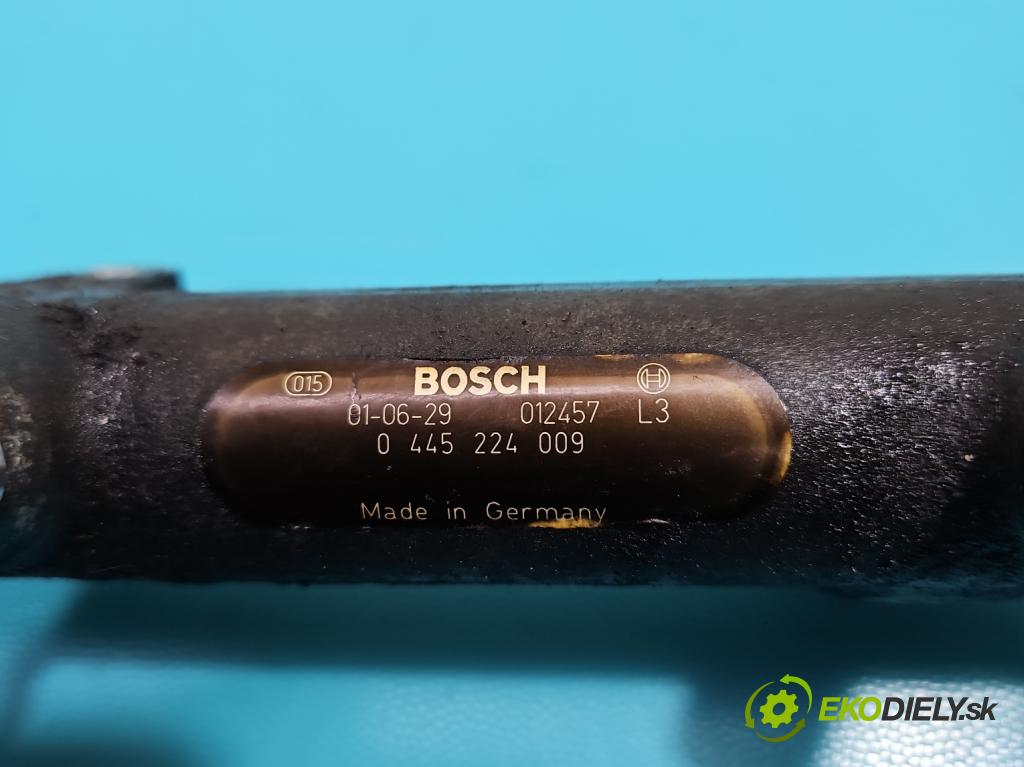 015 BOSCH
01-06-29 012457 L3
0 445 224 009
Made in Germany
EKODIELY.sk